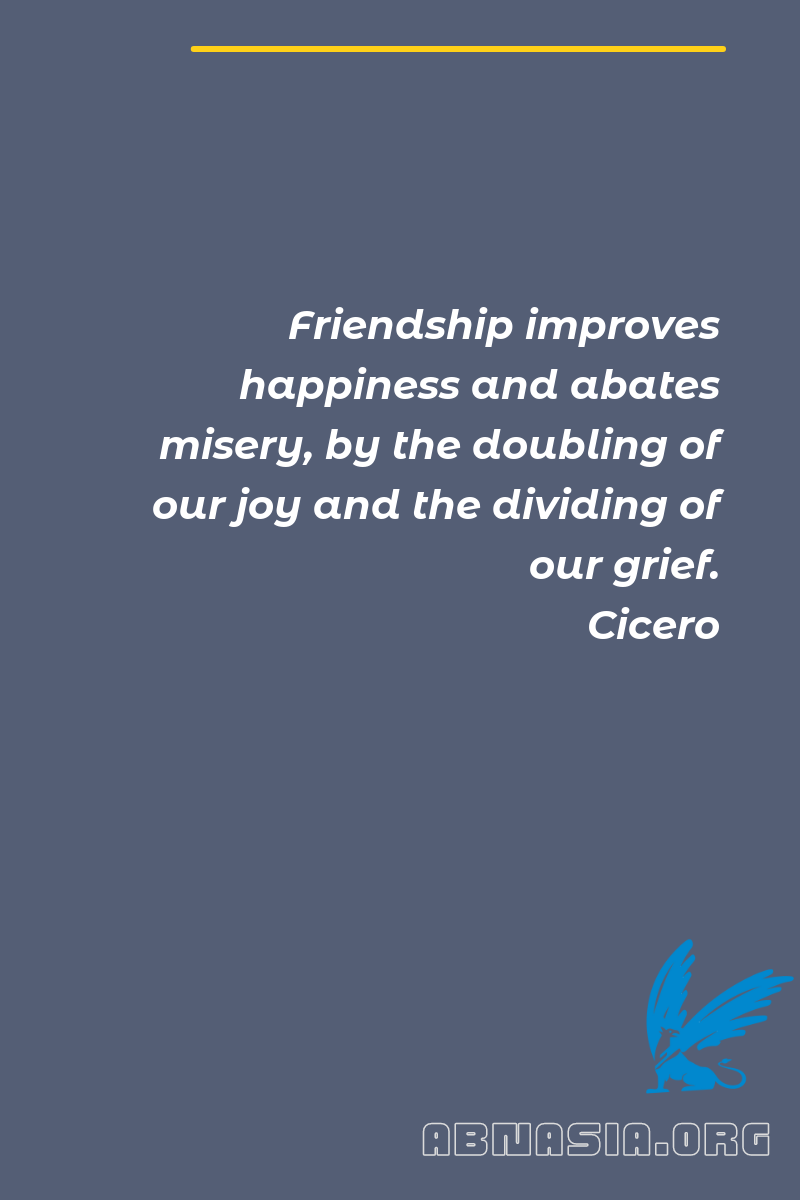 Friendship improves
happiness and abates
misery, by the doubling of
our joy and the dividing of
our grief.
Cicero
ABNASIA.ORG